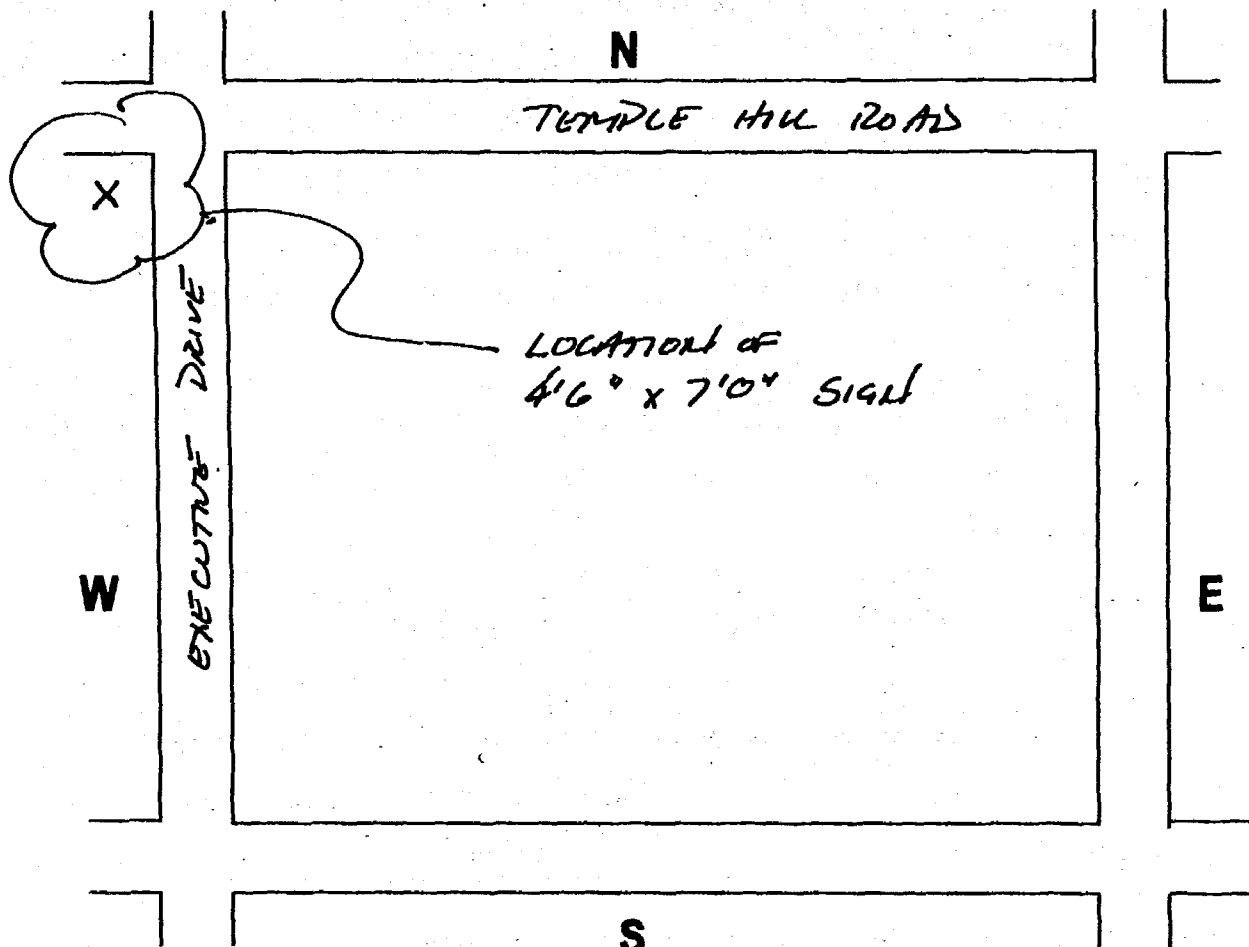 N
TEMPLE HILL ROAD
X
EXECUTIVE DRIVE
LOCATION OF
4'6" x 7'0" SIGN
W
E
S